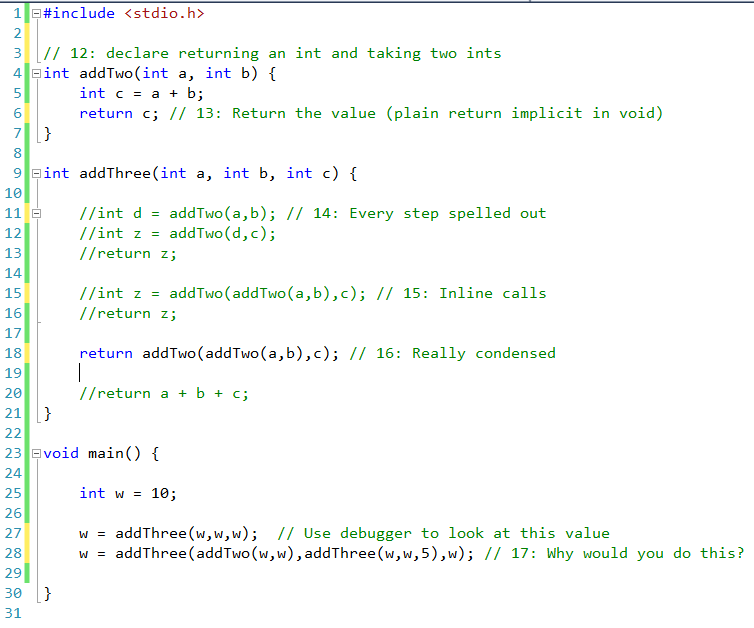 1 #include <stdio.h>
2
3 // 12: declare returning an int and taking two ints
4 int addTwo(int a, int b) {
5     int c = a + b;
6     return c; // 13: Return the value (plain return implicit in void)
7 }
8
9 int addThree(int a, int b, int c) {
10
11     //int d = addTwo(a,b); // 14: Every step spelled out
12     //int z = addTwo(d,c);
13     //return z;
14
15     //int z = addTwo(addTwo(a,b),c); // 15: Inline calls
16     //return z;
17
18     return addTwo(addTwo(a,b),c); // 16: Really condensed
19
20     //return a + b + c;
21 }
22
23 void main() {
24
25     int w = 10;
26
27     w = addThree(w,w,w);  // Use debugger to look at this value
28     w = addThree(addTwo(w,w),addThree(w,w,5),w); // 17: Why would you do this?
29
30 }
31